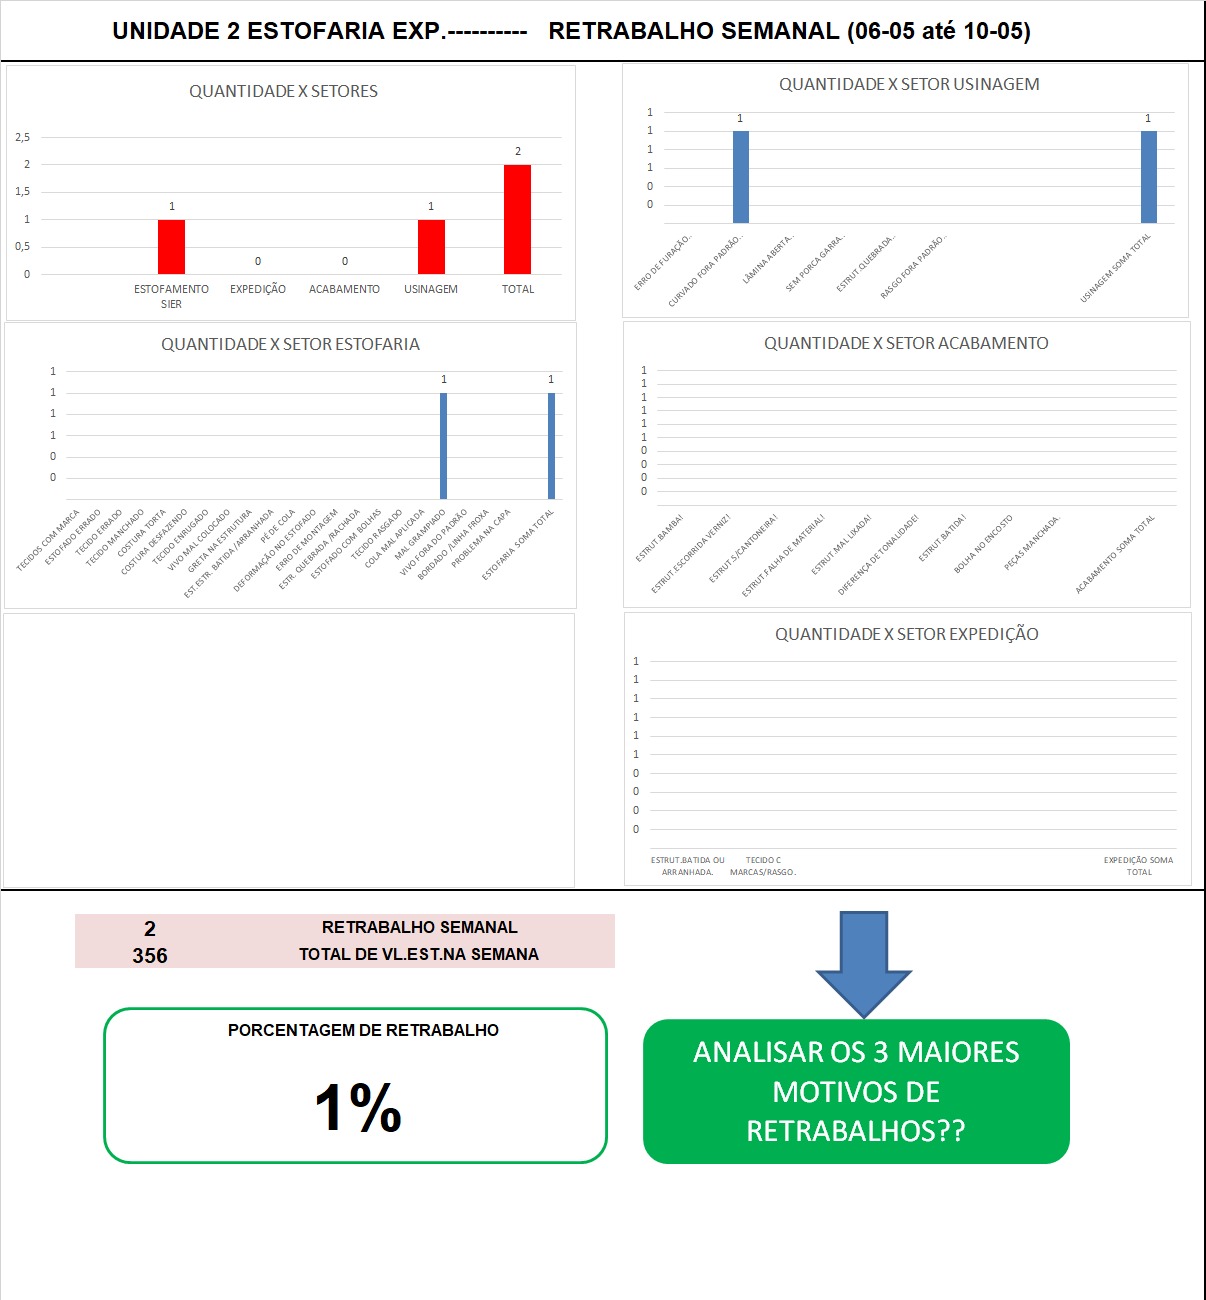 UNIDADE 2 ESTOFARIA EXP.---------- RETRABALHO SEMANAL (06-05 até 10-05)
QUANTIDADE X SETORES
2,5
2
1,5
1
0,5
0
1
0
0
1
2
ESTOFAMENTO SIER
EXPEDIÇÃO
ACABAMENTO
USINAGEM
TOTAL
QUANTIDADE X SETOR USINAGEM
1
1
1
1
0
0
1
1
ERRO DE FURAÇÃO..
CURVADO FORA PADRÃO..
LÂMINA ABERTA..
SEM PORCA GARRA..
ESTRUT.QUEBRADA..
RASGO FORA PADRÃO..
USINAGEM SOMA TOTAL
QUANTIDADE X SETOR ESTOFARIA
1
1
1
1
0
0
1
1
TECIDOS COM MARCA
ESTOFADO ERRADO
TECIDO ERRADO
TECIDO MANCHADO
COSTURA TORTA
COSTURA DESFAZENDO
TECIDO ENRUGADO
VIVO MAL COLOCADO
GRETA NA ESTRUTURA
EST.ESTR. BATIDA /ARRANHADA
PÉ DE COLA
DEFORMAÇÃO NO ESTOFADO
ERRO DE MONTAGEM
ESTR. QUEBRADA /RACHADA
ESTOFADO COM BOLHAS
TECIDO RASGADO
COLA MAL APLICADA
MAL GRAMPIADO
VIVO FORA DO PADRÃO
BORDADO /LINHA FROXA
PROBLEMA NA CAPA
ESTOFARIA SOMA TOTAL
QUANTIDADE X SETOR ACABAMENTO
1
1
1
1
1
1
0
0
0
0
ESTRUT.BAMBA!
ESTRUT.ESCORRIDA VERNIZ!
ESTRUT.S/CANTONEIRA!
ESTRUT.FALHA DE MATERIAL!
ESTRUT.MAL LIXADA!
DIFERENÇA DE TONALIDADE!
ESTRUT.BATIDA!
BOLHA NO ENCOSTO
PEÇAS MANCHADA.
ACABAMENTO SOMA TOTAL
QUANTIDADE X SETOR EXPEDIÇÃO
1
1
1
1
1
1
0
0
0
0
ESTRUT.BATIDA OU ARRANHADA.
TECIDO C MARCAS/RASGO.
EXPEDIÇÃO SOMA TOTAL
2 RETRABALHO SEMANAL
356 TOTAL DE VL.EST.NA SEMANA
PORCENTAGEM DE RETRABALHO
1%
ANALISAR OS 3 MAIORES
MOTIVOS DE
RETRABALHOS??